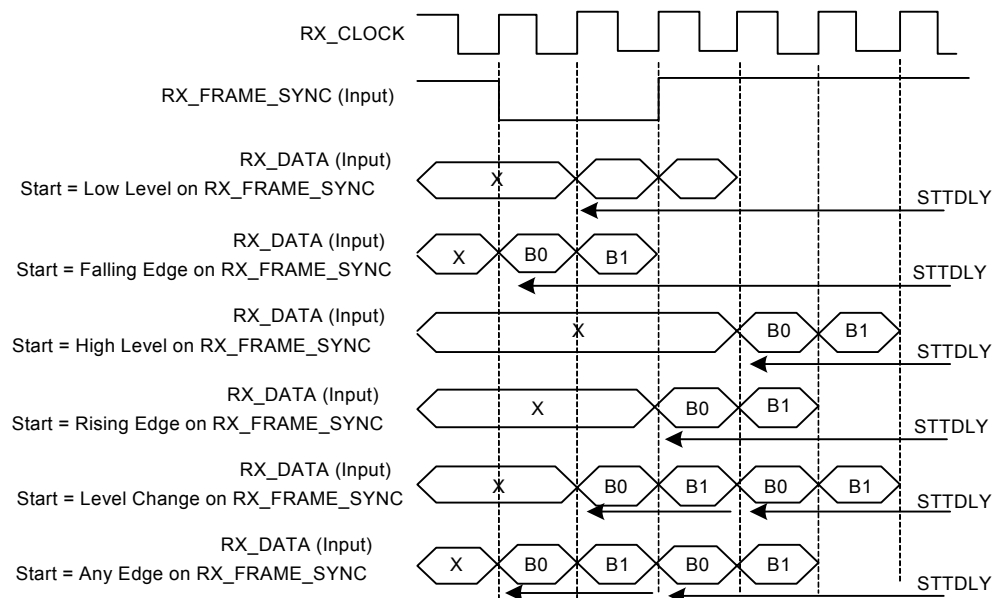 RX_CLOCK
RX_FRAME_SYNC (Input)
RX_DATA (Input)
Start = Low Level on RX_FRAME_SYNC
X
STTDLY
RX_DATA (Input)
Start = Falling Edge on RX_FRAME_SYNC
X B0 B1
STTDLY
RX_DATA (Input)
Start = High Level on RX_FRAME_SYNC
X B0 B1
STTDLY
RX_DATA (Input)
Start = Rising Edge on RX_FRAME_SYNC
X B0 B1
STTDLY
RX_DATA (Input)
Start = Level Change on RX_FRAME_SYNC
X B0 B1 B0 B1
STTDLY
RX_DATA (Input)
Start = Any Edge on RX_FRAME_SYNC
X B0 B1 B0 B1
STTDLY